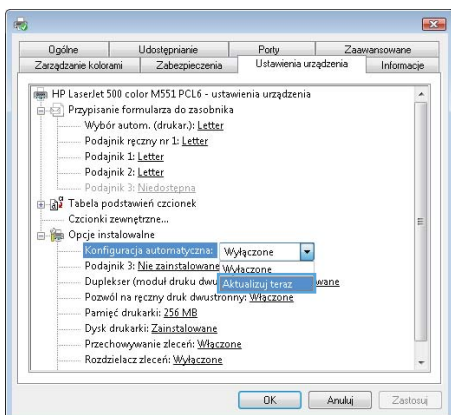 Ogólne Udostępnianie Porty Zaawansowane
Zarządzanie kolorami Zabezpieczenia Ustawienia urządzenia Informacje
HP LaserJet 500 color M551 PCL6 - ustawienia urządzenia
Przypisanie formularza do zasobnika
Wybór autom. (drukar.): Letter
Podajnik ręczny nr 1: Letter
Podajnik 1: Letter
Podajnik 2: Letter
Podajnik 3: Niedostępna
Tabela podstawień czcionek
Czcionki zewnętrzne...
Opcje instalowalne
Konfiguracja automatyczna: Wyłączone
Podajnik 3: Nie zainstalowane Wyłączone
Duplekser (moduł druku dwu Aktualizuj teraz wane
Pozwól na ręczny druk dwustronny: Włączone
Pamięć drukarki: 256 MB
Dysk drukarki: Zainstalowane
Przechowywanie zleceń: Włączone
Rozdzielacz zleceń: Wyłączone
OK Anuluj Zastosuj